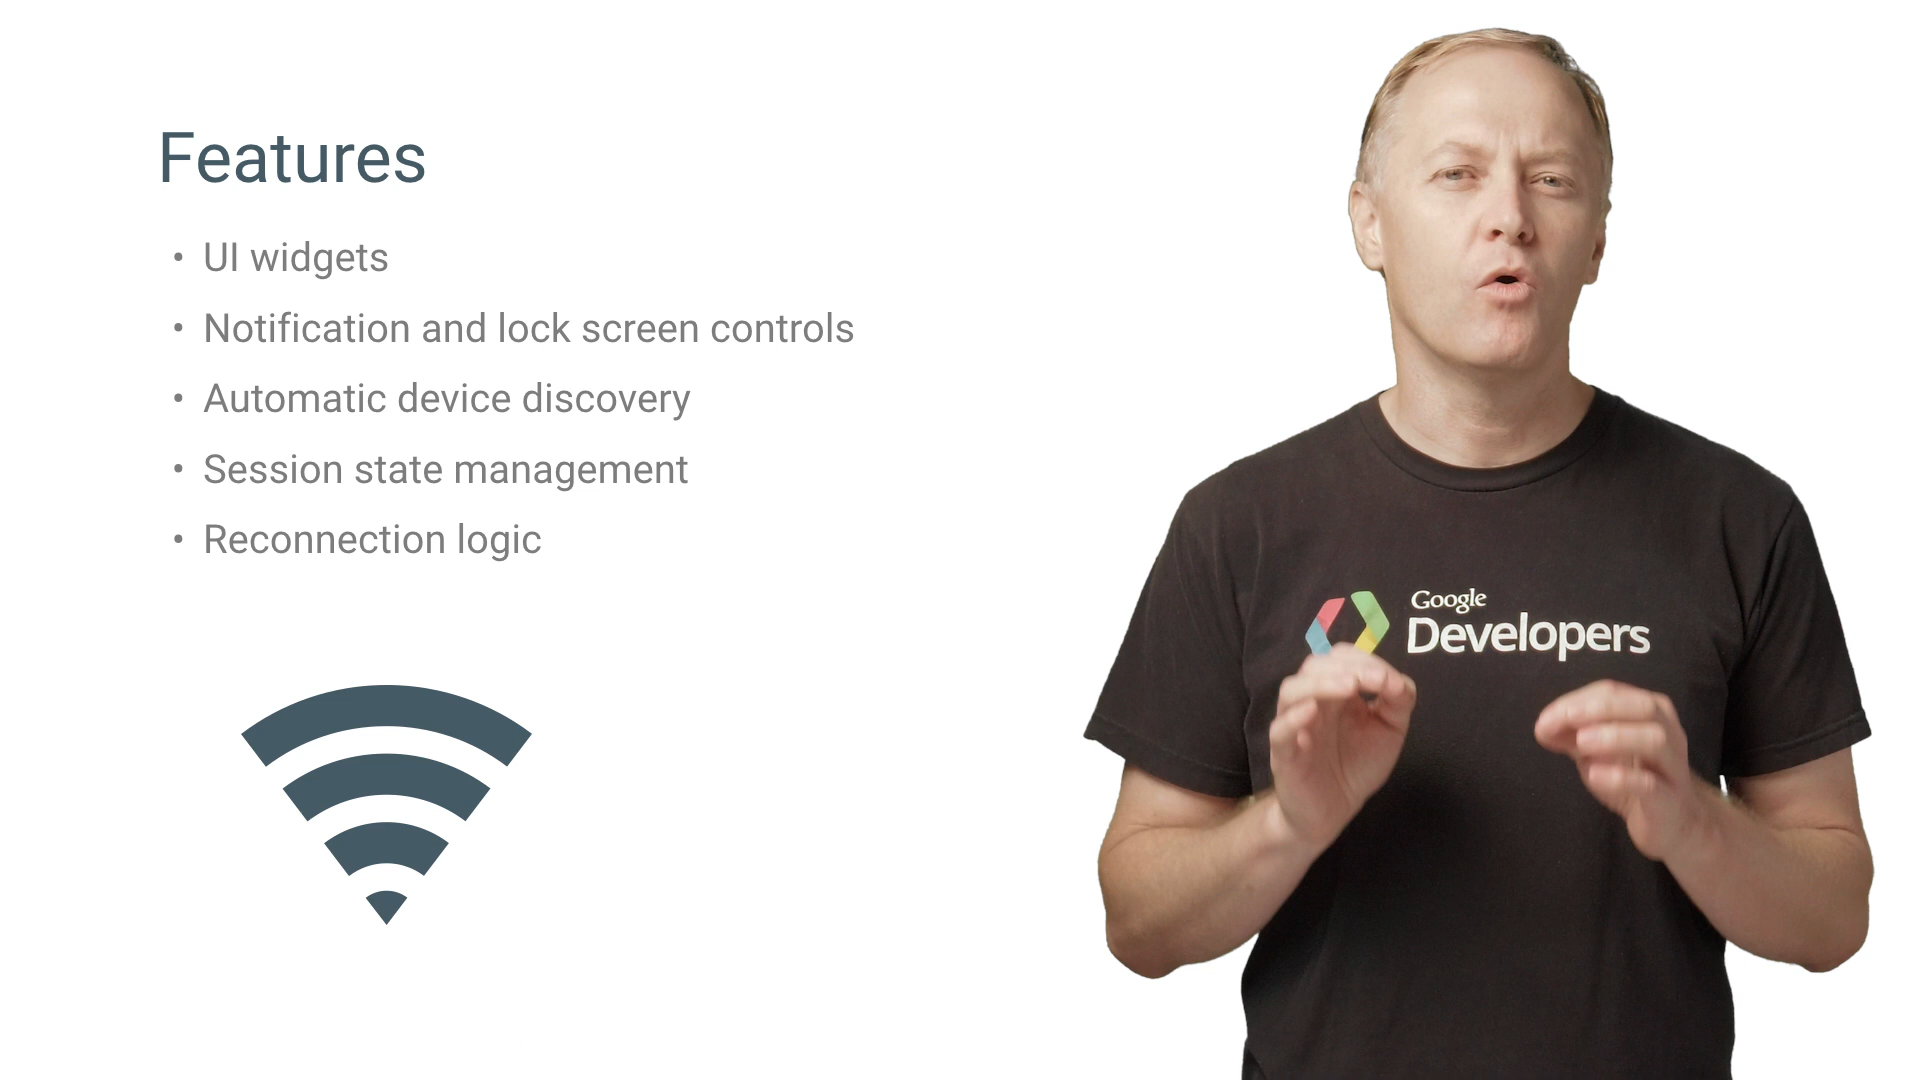 Features
• UI widgets
• Notification and lock screen controls
• Automatic device discovery
• Session state management
• Reconnection logic
Google
Developers